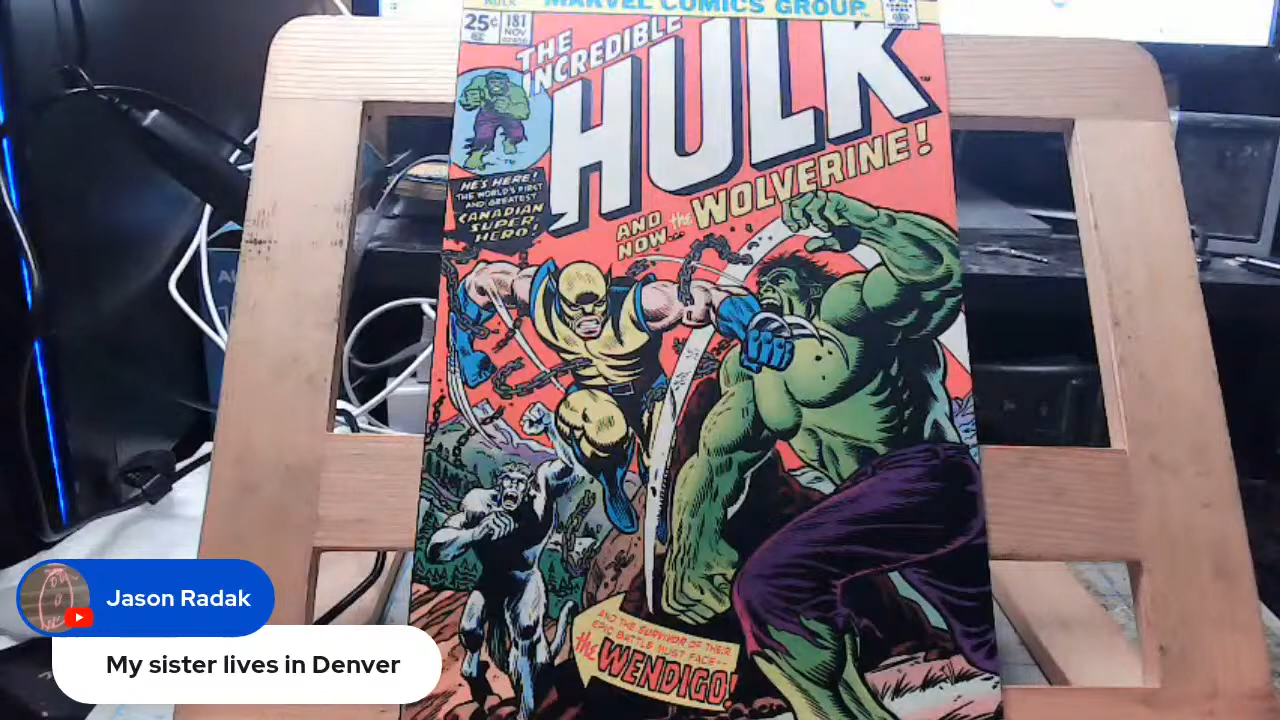 HULK
MARVEL COMICS GROUP
25¢
181
NOV
THE
INCREDIBLE
HULK
TM
AND
NOW... the WOLVERINE!
HE'S HERE!
THE WORLD'S FIRST
AND GREATEST
CANADIAN
SUPER-
HERO!
AND THE SURVIVOR OF THEIR
EPIC BATTLE MUST FACE--
the WENDIGO!
Jason Radak
My sister lives in Denver